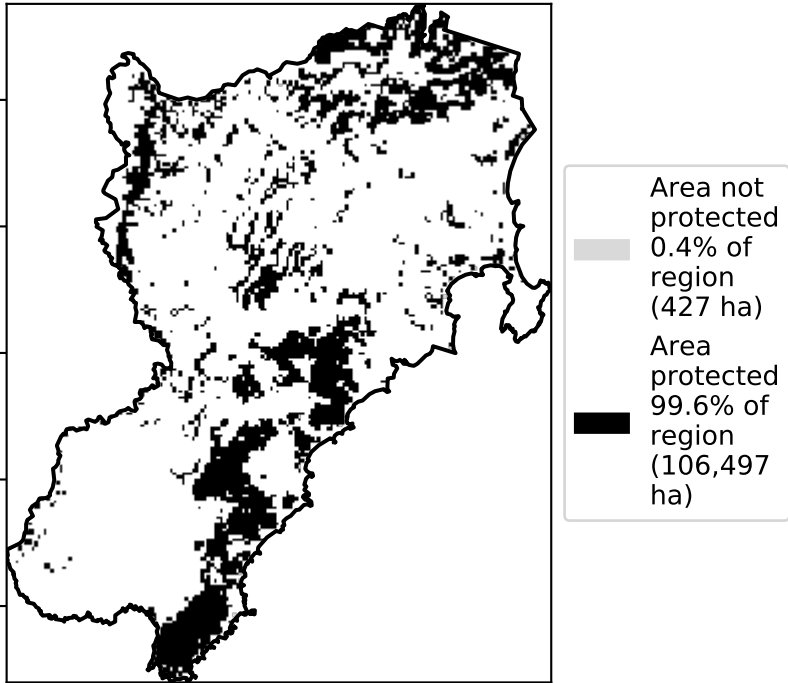 Area not
protected
0.4% of
region
(427 ha)
Area
protected
99.6% of
region
(106,497
ha)